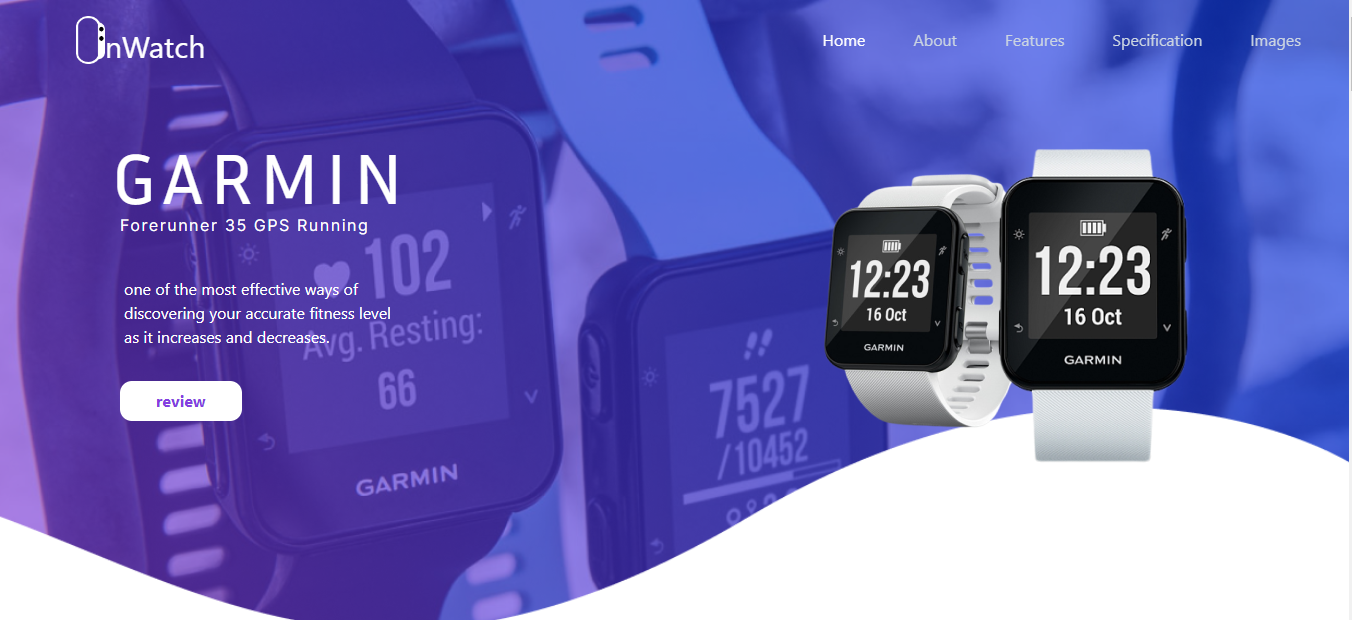 inWatch
Home About Features Specification Images
GARMIN
Forerunner 35 GPS Running
one of the most effective ways of
discovering your accurate fitness level
as it increases and decreases.
review
102
Avg. Resting:
66
GARMIN
7527
/10452
12:23
16 Oct
GARMIN
12:23
16 Oct
GARMIN